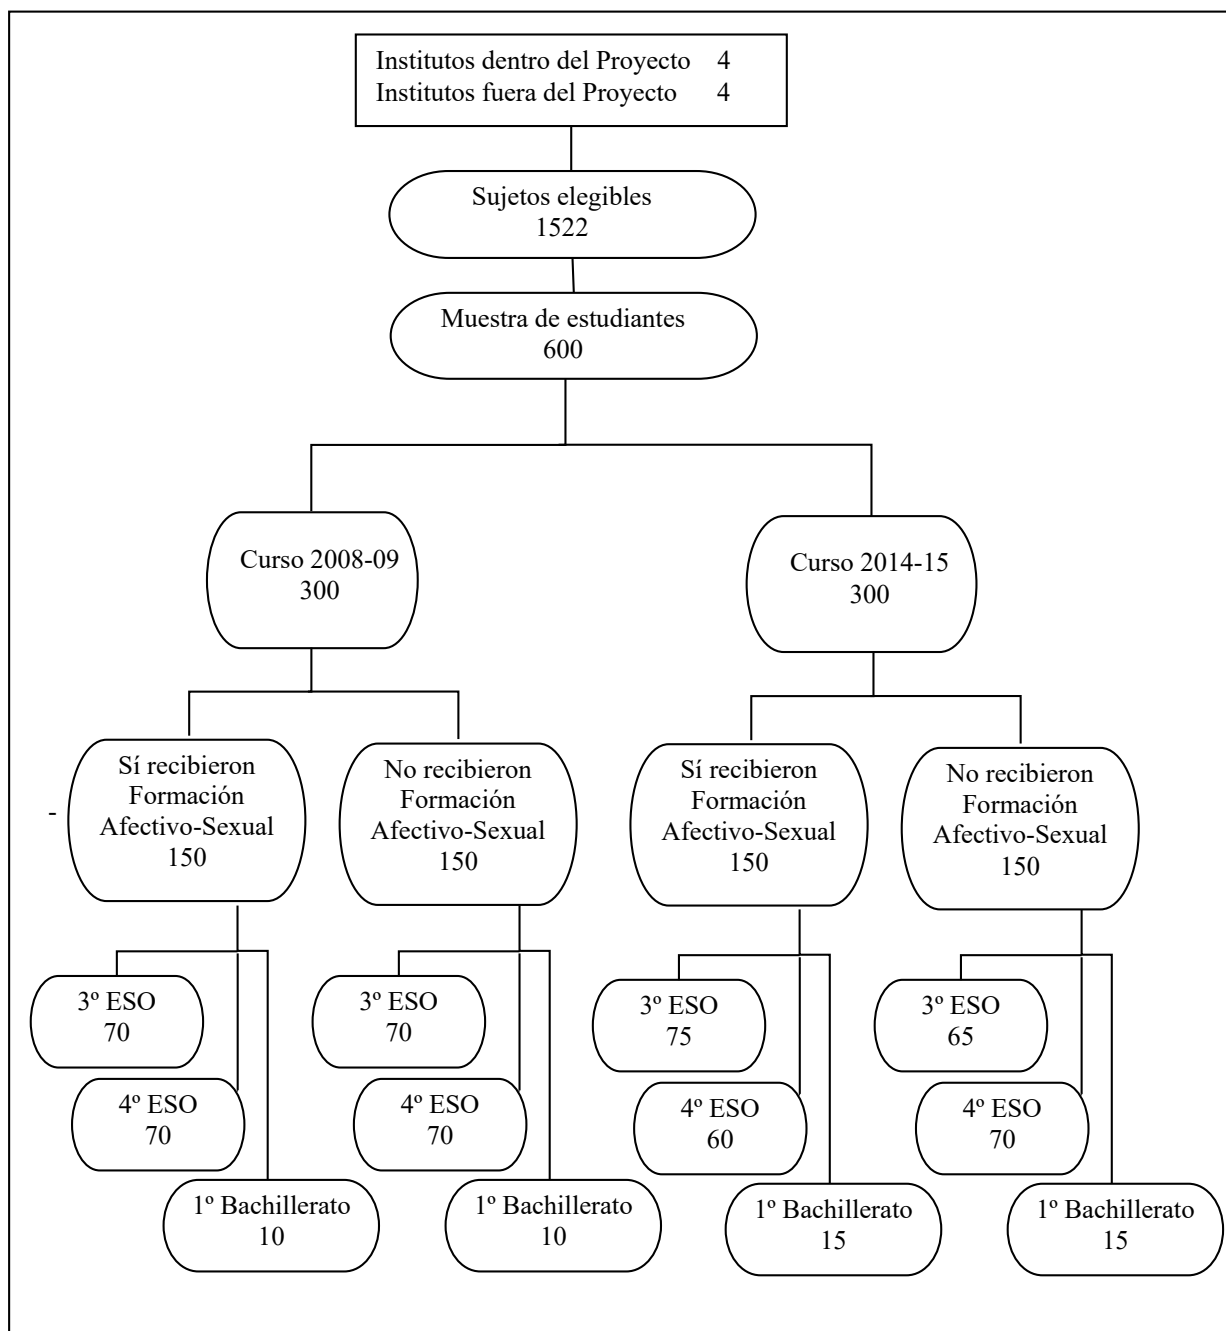 Institutos dentro del Proyecto 4
Institutos fuera del Proyecto 4
Sujetos elegibles
1522
Muestra de estudiantes
600
Curso 2008-09
300
Curso 2014-15
300
Sí recibieron
Formación
Afectivo-Sexual
150
No recibieron
Formación
Afectivo-Sexual
150
Sí recibieron
Formación
Afectivo-Sexual
150
No recibieron
Formación
Afectivo-Sexual
150
-
3º ESO
70
4º ESO
70
1º Bachillerato
10
3º ESO
70
4º ESO
70
1º Bachillerato
10
3º ESO
75
4º ESO
60
1º Bachillerato
15
3º ESO
65
4º ESO
70
1º Bachillerato
15